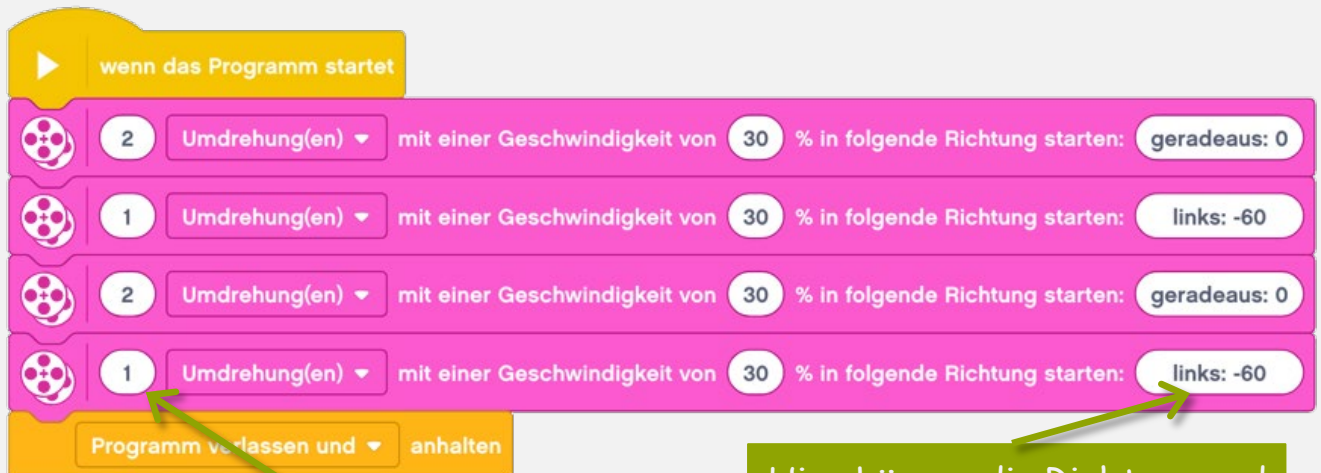 wenn das Programm startet
2 Umdrehung(en) mit einer Geschwindigkeit von 30 % in folgende Richtung starten: geradeaus: 0
1 Umdrehung(en) mit einer Geschwindigkeit von 30 % in folgende Richtung starten: links: -60
2 Umdrehung(en) mit einer Geschwindigkeit von 30 % in folgende Richtung starten: geradeaus: 0
1 Umdrehung(en) mit einer Geschwindigkeit von 30 % in folgende Richtung starten: links: -60
Programm verlassen und anhalten